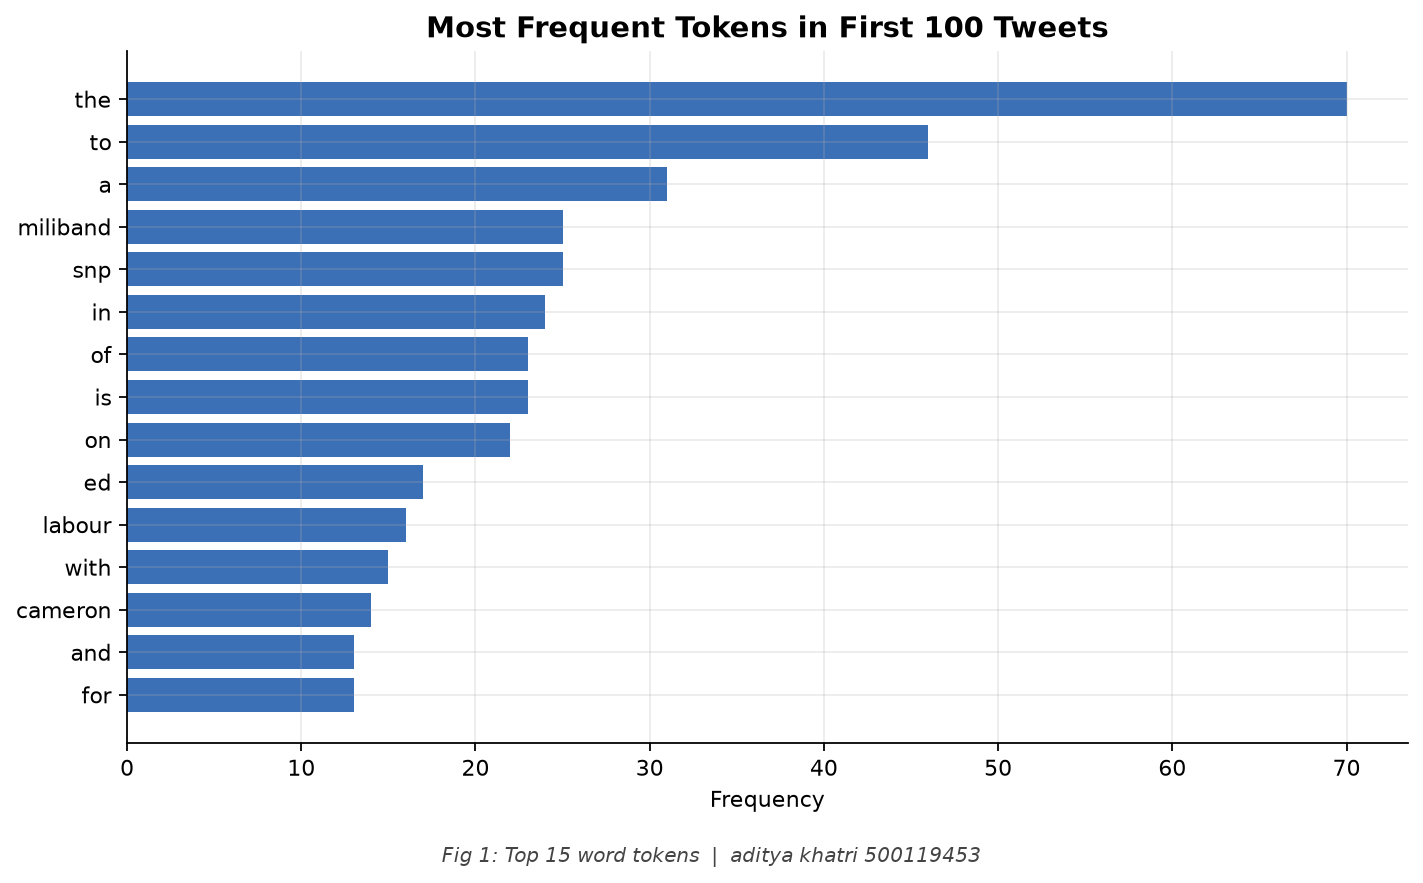 Most Frequent Tokens in First 100 Tweets
the
to
a
miliband
snp
in
of
is
on
ed
labour
with
cameron
and
for
0 10 20 30 40 50 60 70
Frequency
Fig 1: Top 15 word tokens | aditya khatri 500119453